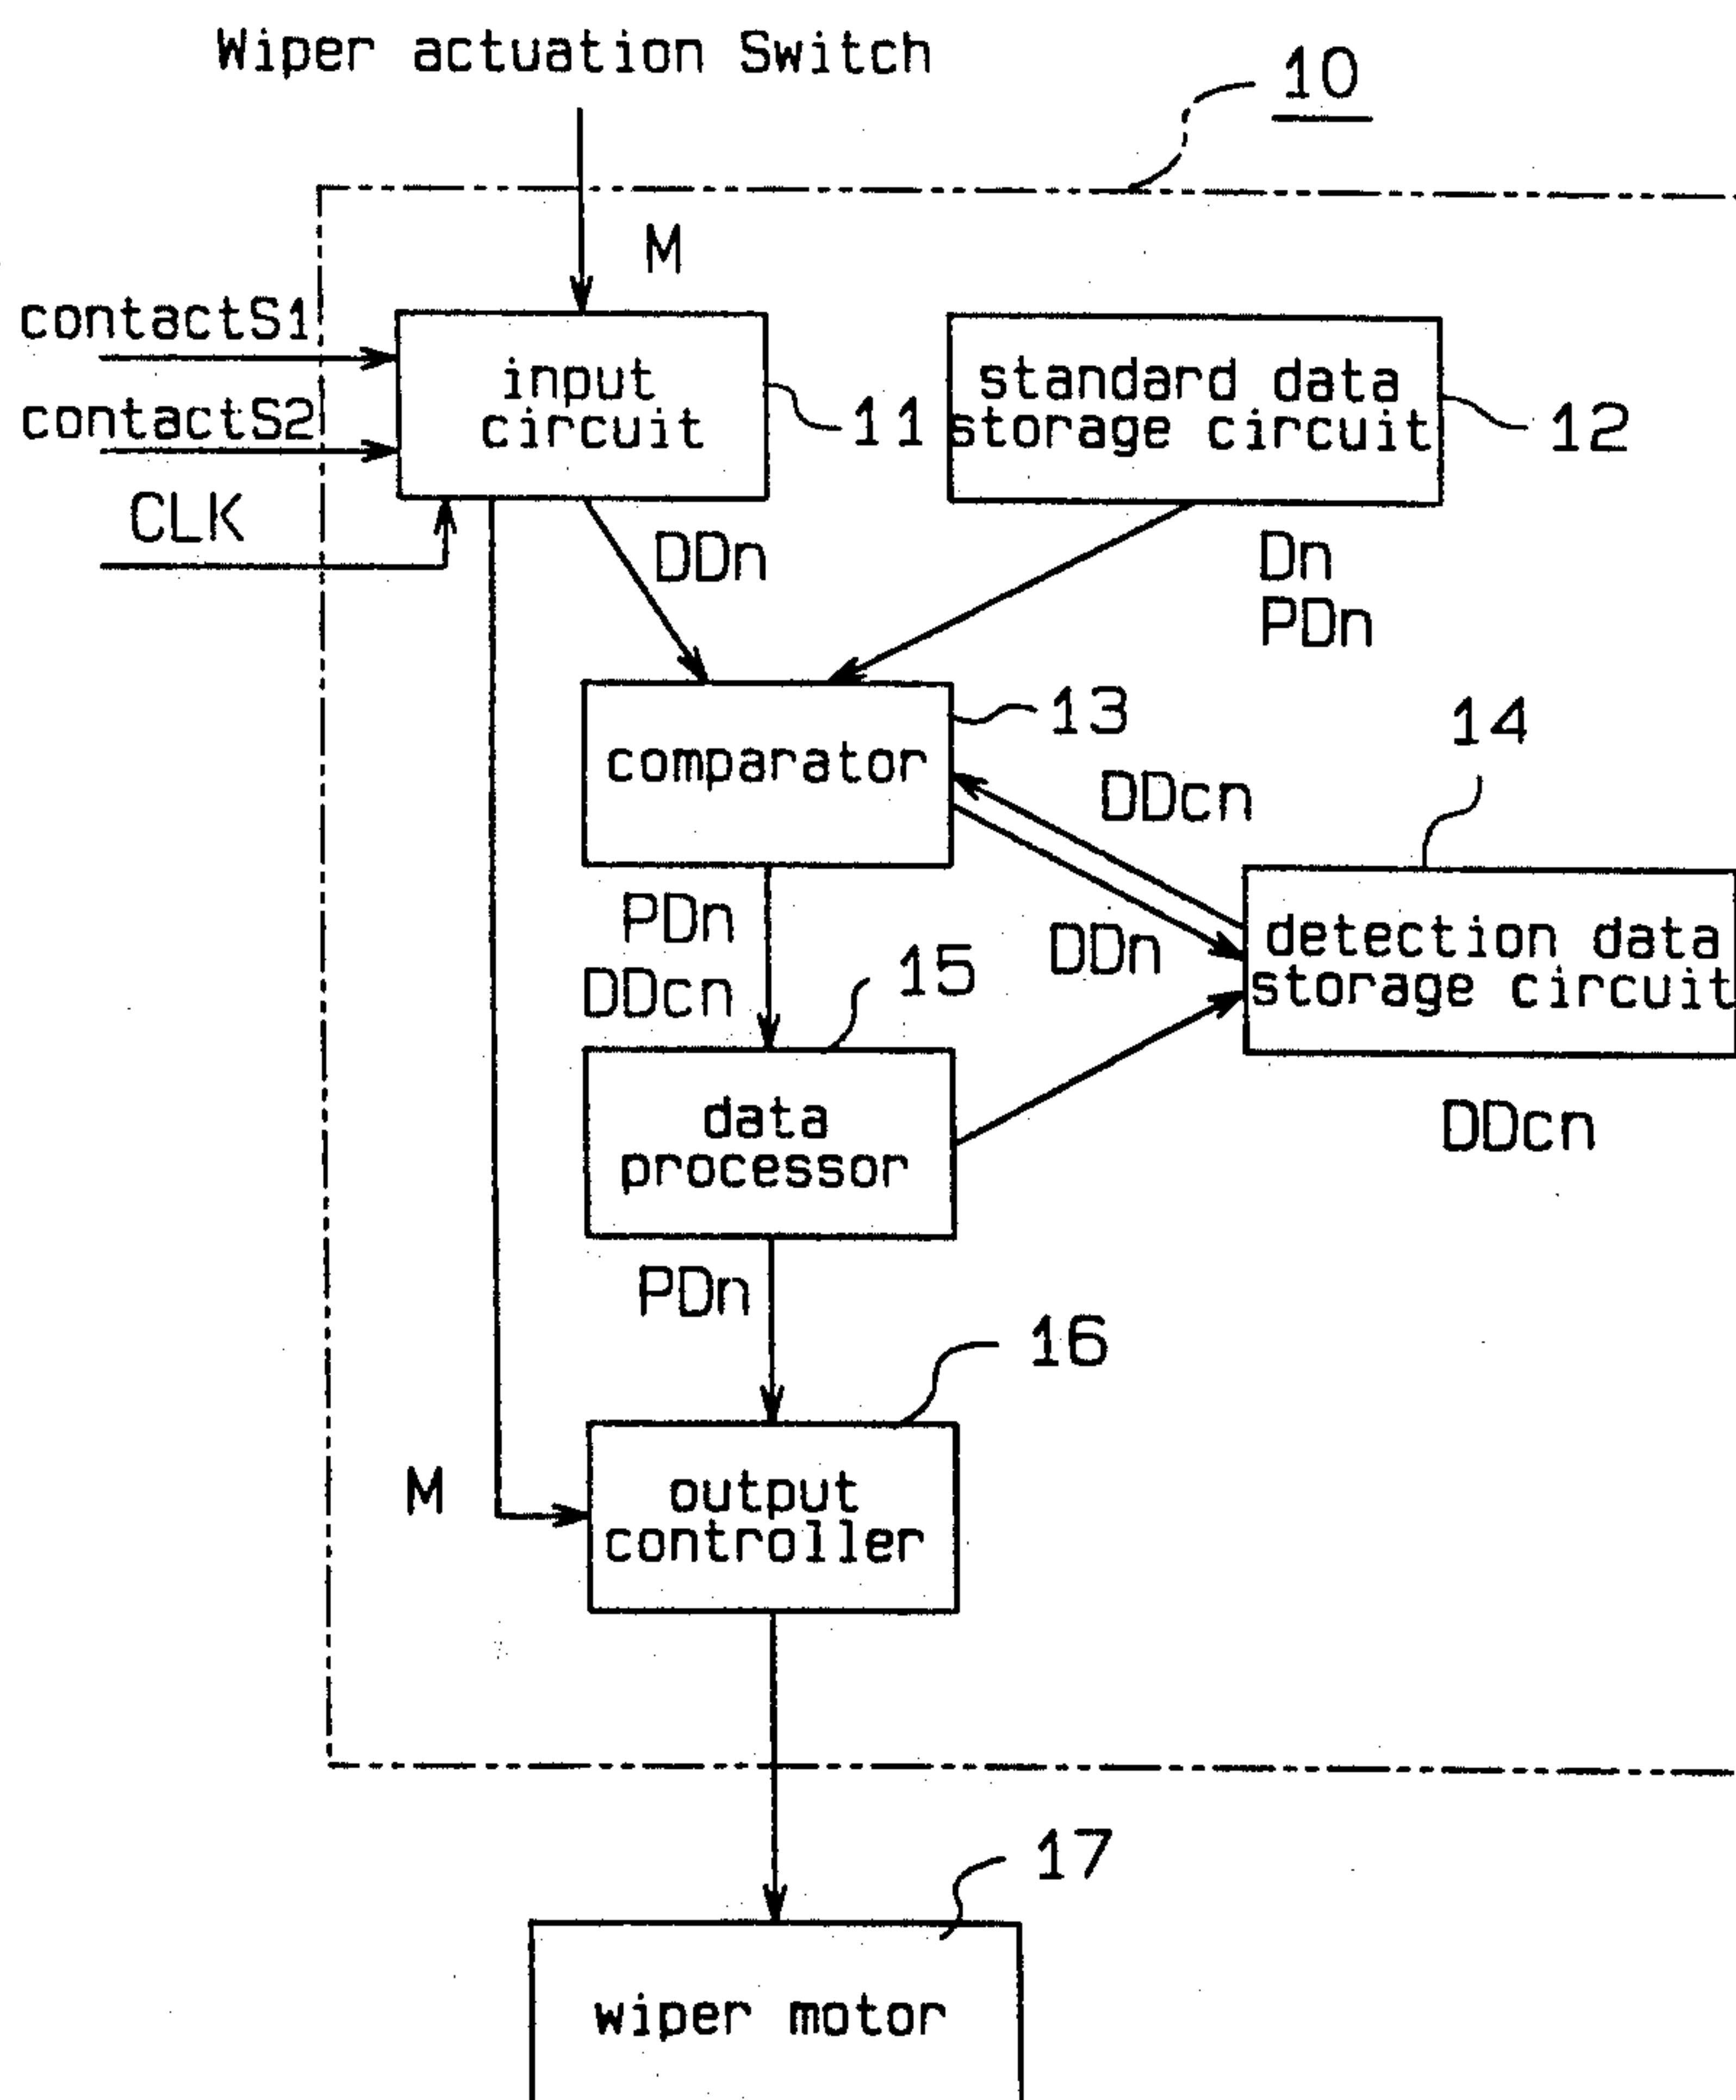 Wiper actuation Switch
10
M
contactS1
contactS2
CLK
input
circuit
11
standard data
storage circuit
12
DDn
Dn
PDn
comparator
13
14
DDcn
DDn
detection data
storage circuit
DDcn
PDn
DDcn
15
data
processor
PDn
16
M
output
controller
17
wiper motor